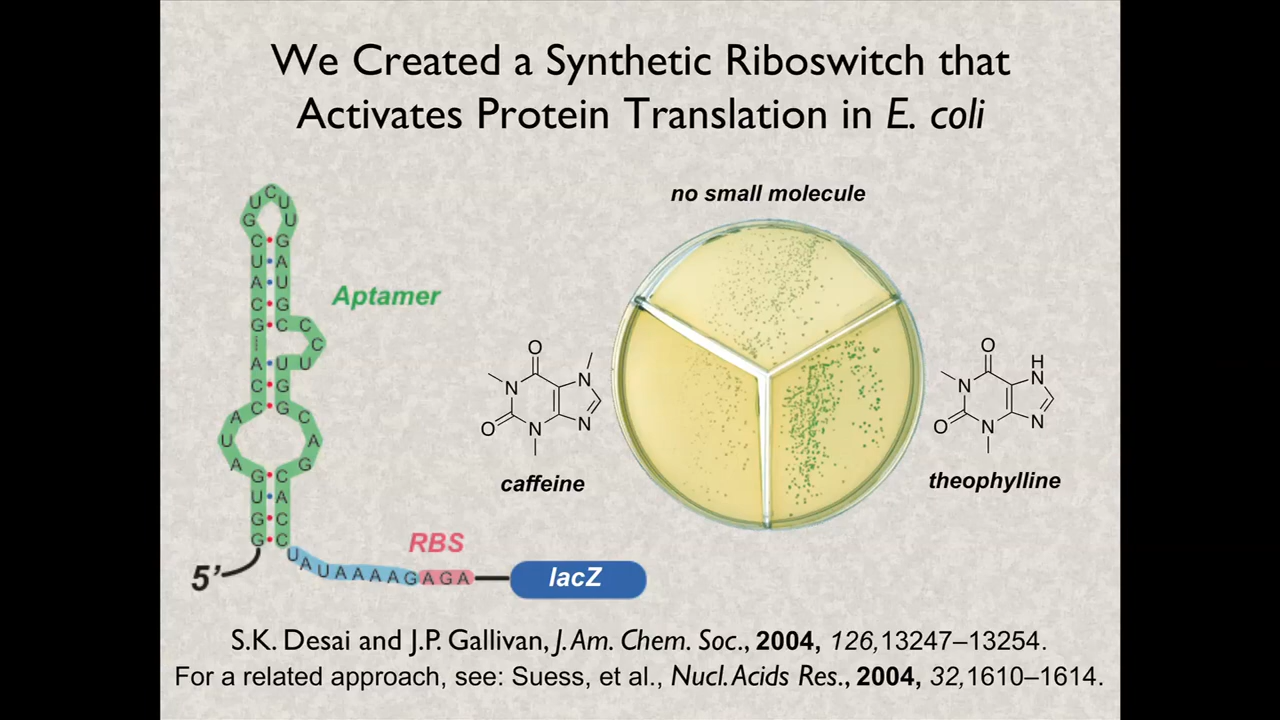 We Created a Synthetic Riboswitch that
Activates Protein Translation in E. coli
no small molecule
Aptamer
caffeine
theophylline
O
N
N
N
N
O
O
H
N
N
N
N
O
C
U U
G U
C G
U A
A U
C G
G C C
C
A U U
C G
C G
A C
U A
A G
G C
U A
G C
G C
5’
UAUAAAAGAGA
RBS
lacZ
S.K. Desai and J.P. Gallivan, J. Am. Chem. Soc., 2004, 126,13247–13254.
For a related approach, see: Suess, et al., Nucl. Acids Res., 2004, 32,1610–1614.